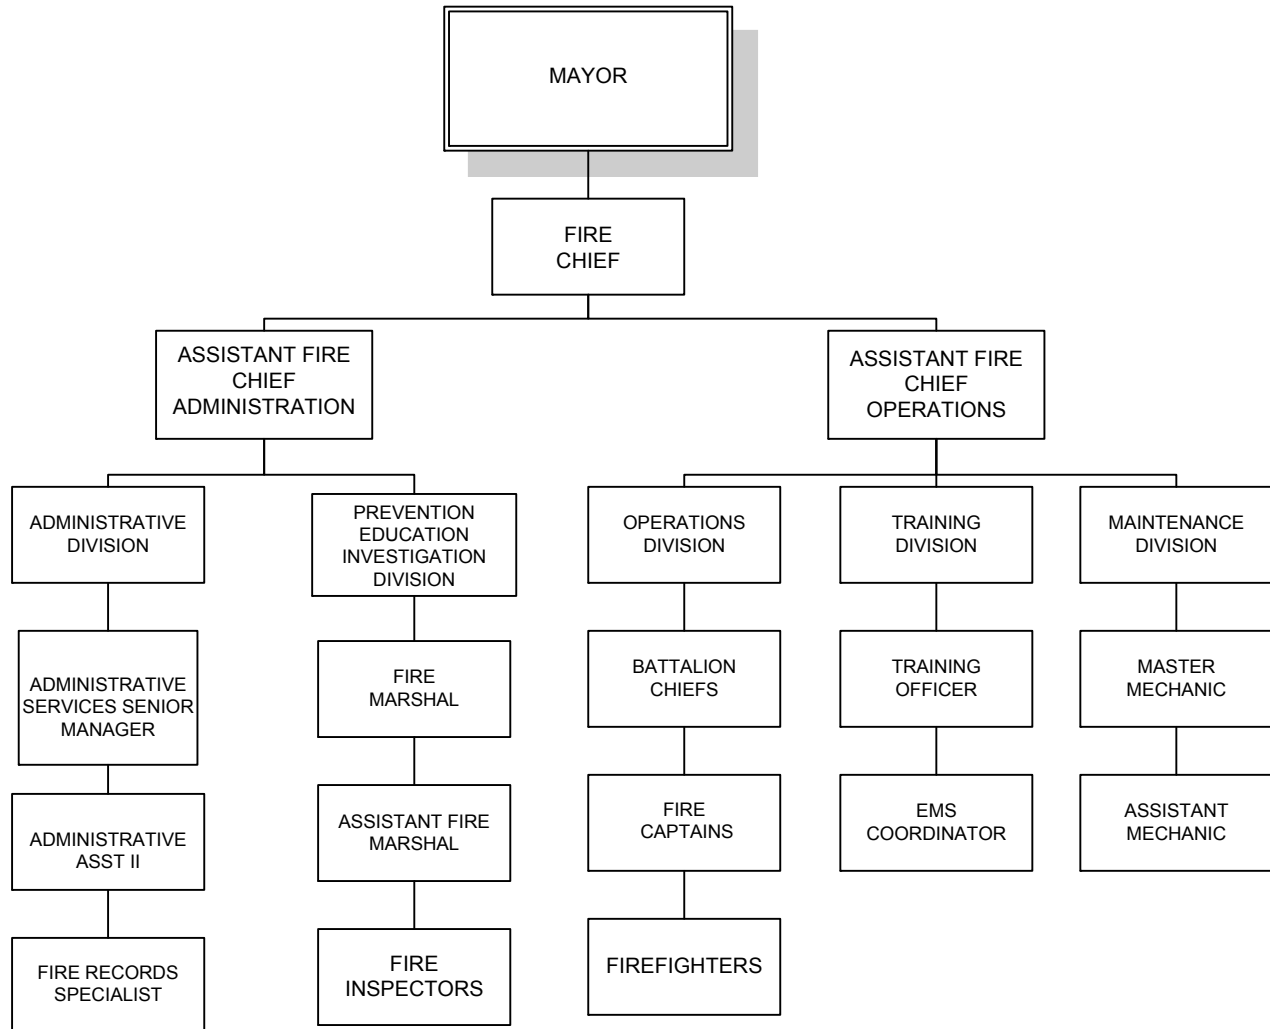 MAYOR
FIRE
CHIEF
ASSISTANT FIRE
CHIEF
ADMINISTRATION
ASSISTANT FIRE
CHIEF
OPERATIONS
ADMINISTRATIVE
DIVISION
PREVENTION
EDUCATION
INVESTIGATION
DIVISION
OPERATIONS
DIVISION
TRAINING
DIVISION
MAINTENANCE
DIVISION
ADMINISTRATIVE
SERVICES SENIOR
MANAGER
FIRE
MARSHAL
BATTALION
CHIEFS
TRAINING
OFFICER
MASTER
MECHANIC
ADMINISTRATIVE
ASST II
ASSISTANT FIRE
MARSHAL
FIRE
CAPTAINS
EMS
COORDINATOR
ASSISTANT
MECHANIC
FIRE RECORDS
SPECIALIST
FIRE
INSPECTORS
FIREFIGHTERS